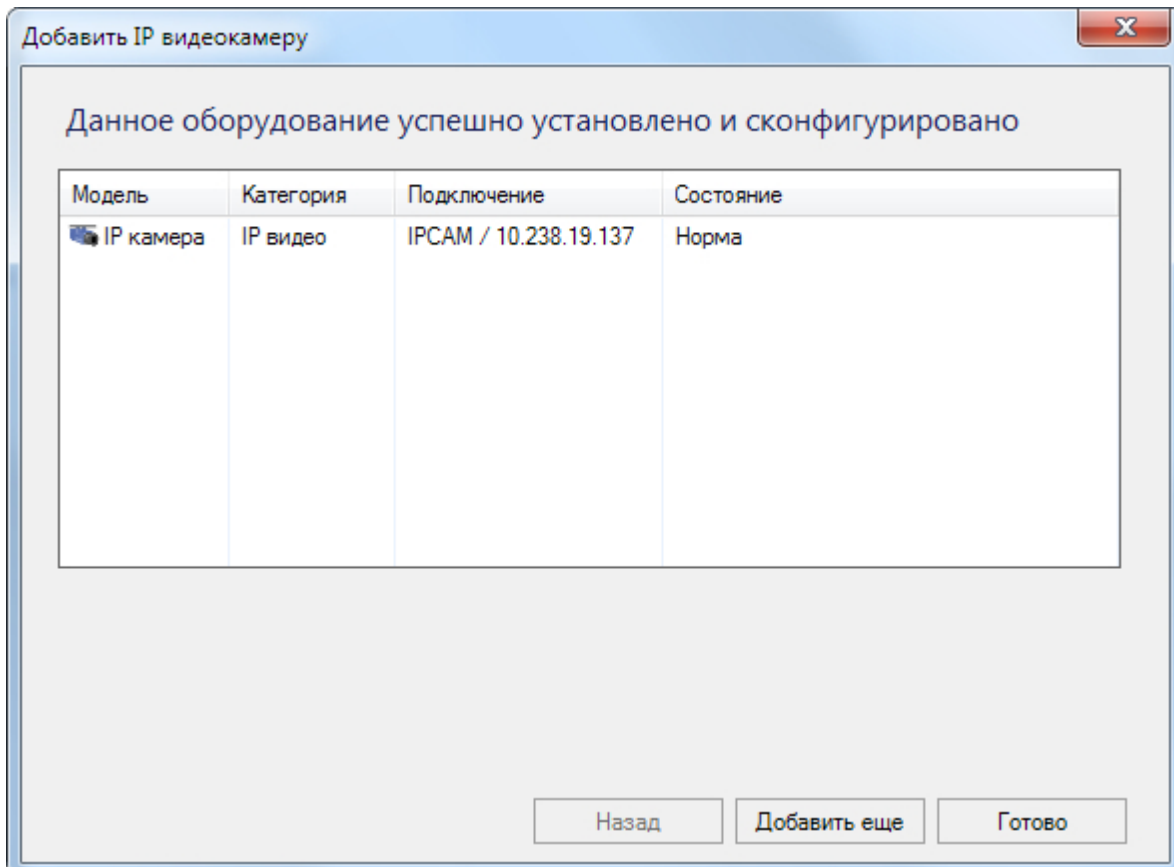 Добавить IP видеокамеру
Данное оборудование успешно установлено и сконфигурировано
Модель Категория Подключение Состояние
IP камера IP видео IPCAM / 10.238.19.137 Норма
Назад Добавить еще Готово